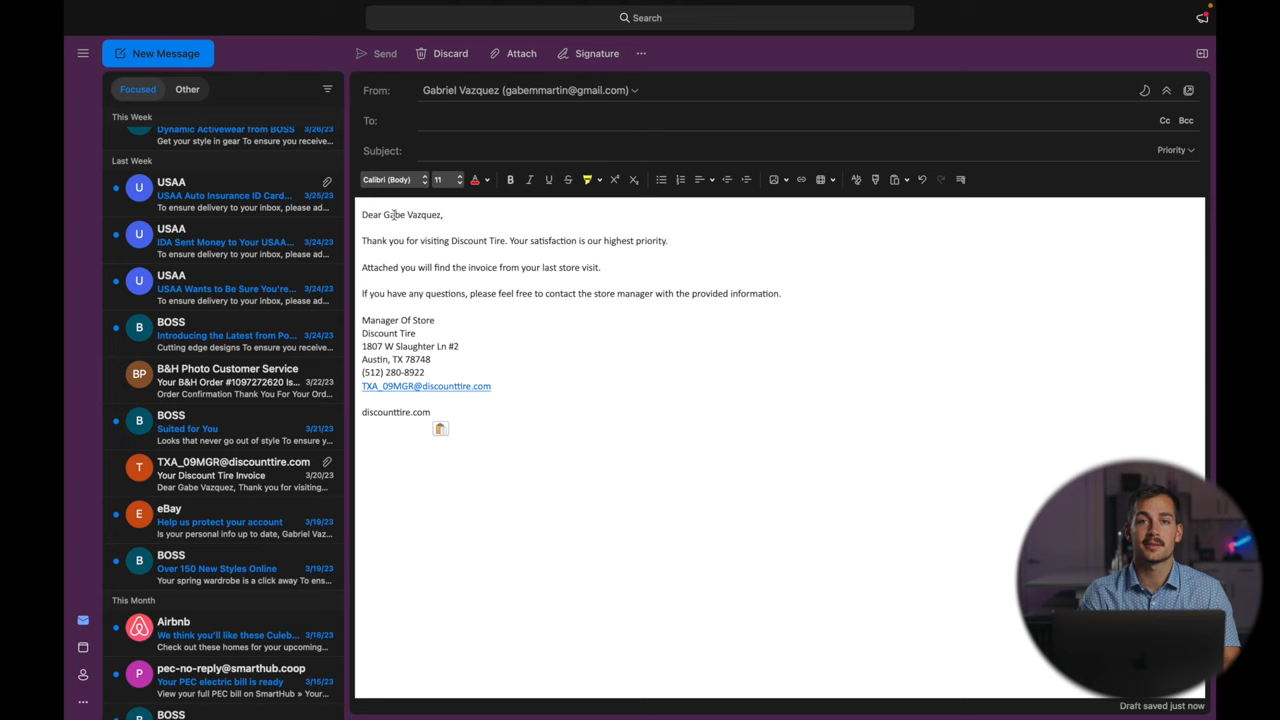 Search
New Message
Send
Discard
Attach
Signature
Focused
Other
This Week
Dynamic Activewear from BOSS 3/26/23
Get your style in gear To ensure you receive...
Last Week
USAA
USAA Auto Insurance ID Card... 3/25/23
To ensure delivery to your inbox, please ad...
USAA
IDA Sent Money to Your USAA... 3/24/23
To ensure delivery to your inbox, please ad...
USAA
USAA Wants to Be Sure You're... 3/24/23
To ensure delivery to your inbox, please ad...
BOSS
Introducing the Latest from Po... 3/24/23
Cutting edge designs To ensure you receive...
BP
B&H Photo Customer Service
Your B&H Order #1097272620 Is... 3/22/23
Order Confirmation Thank You For Your Ord...
BOSS
Suited for You 3/21/23
Looks that never go out of style To ensure y...
TXA_09MGR@discounttire.com
Your Discount Tire Invoice 3/20/23
Dear Gabe Vazquez, Thank you for visiting...
eBay
Help us protect your account 3/19/23
Is your personal info up to date, Gabriel Vaz...
BOSS
Over 150 New Styles Online 3/19/23
Your spring wardrobe is a click away To ens...
This Month
Airbnb
We think you'll like these Culeb... 3/18/23
Check out these homes for your upcoming...
pec-no-reply@smarthub.coop
Your PEC electric bill is ready 3/15/23
View your full PEC bill on SmartHub » Your...
BOSS
From: Gabriel Vazquez (gabemmartin@gmail.com)
To: Cc Bcc
Subject: Priority
Calibri (Body) 11
Dear Gabe Vazquez,
Thank you for visiting Discount Tire. Your satisfaction is our highest priority.
Attached you will find the invoice from your last store visit.
If you have any questions, please feel free to contact the store manager with the provided information.
Manager Of Store
Discount Tire
1807 W Slaughter Ln #2
Austin, TX 78748
(512) 280-8922
TXA_09MGR@discounttire.com
discounttire.com
Draft saved just now